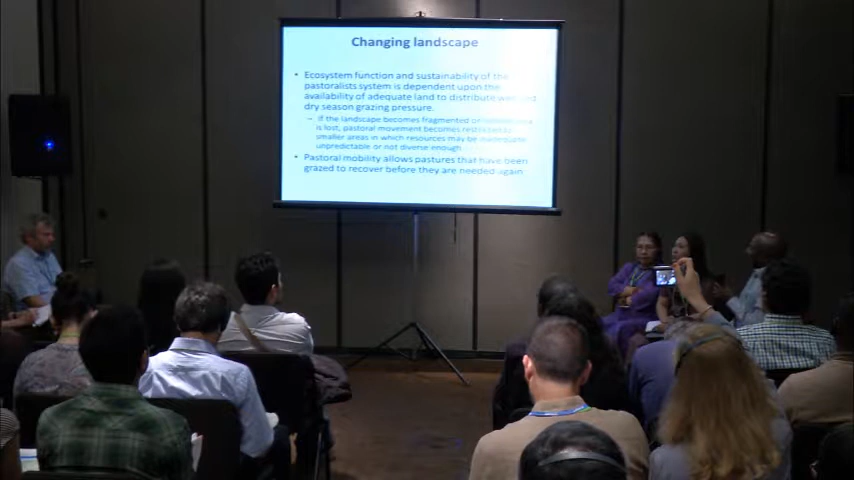 Changing landscape
• Ecosystem function and sustainability of the
pastoralists system is dependent upon the
availability of adequate land to distribute wet and
dry season grazing pressure.
– If the landscape becomes fragmented or
is lost, pastoral movement becomes restricted to
smaller areas in which resources may be inadequate
unpredictable or not diverse enough
• Pastoral mobility allows pastures that have been
grazed to recover before they are needed again